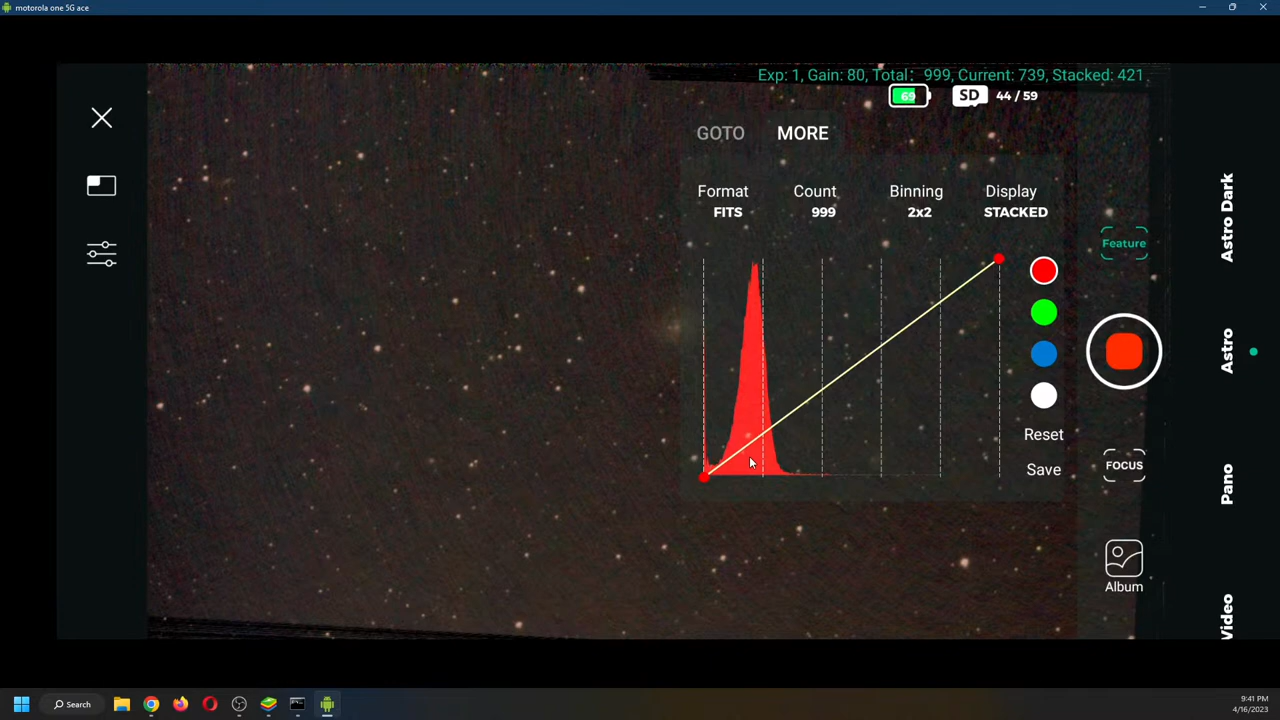 motorola one 5G ace
Exp: 1, Gain: 80, Total: 999, Current: 739, Stacked: 421
69
SD
44 / 59
GOTO
MORE
Format
Count
Binning
Display
FITS
999
2x2
STACKED
Reset
Save
Feature
FOCUS
Album
Astro Dark
Astro
Pano
Video
Search
9:41 PM
4/16/2023